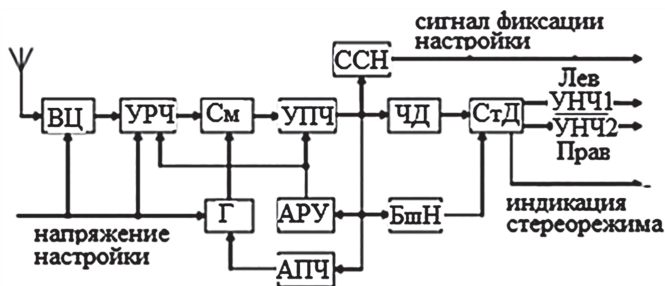 сигнал фиксации
настройки
ССН
Лев
ВЦ
УРЧ
См
УПЧ
ЧД
СтД
УНЧ1
УНЧ2
Прав
Г
АРУ
БшН
напряжение
настройки
АПЧ
индикация
стереорежима